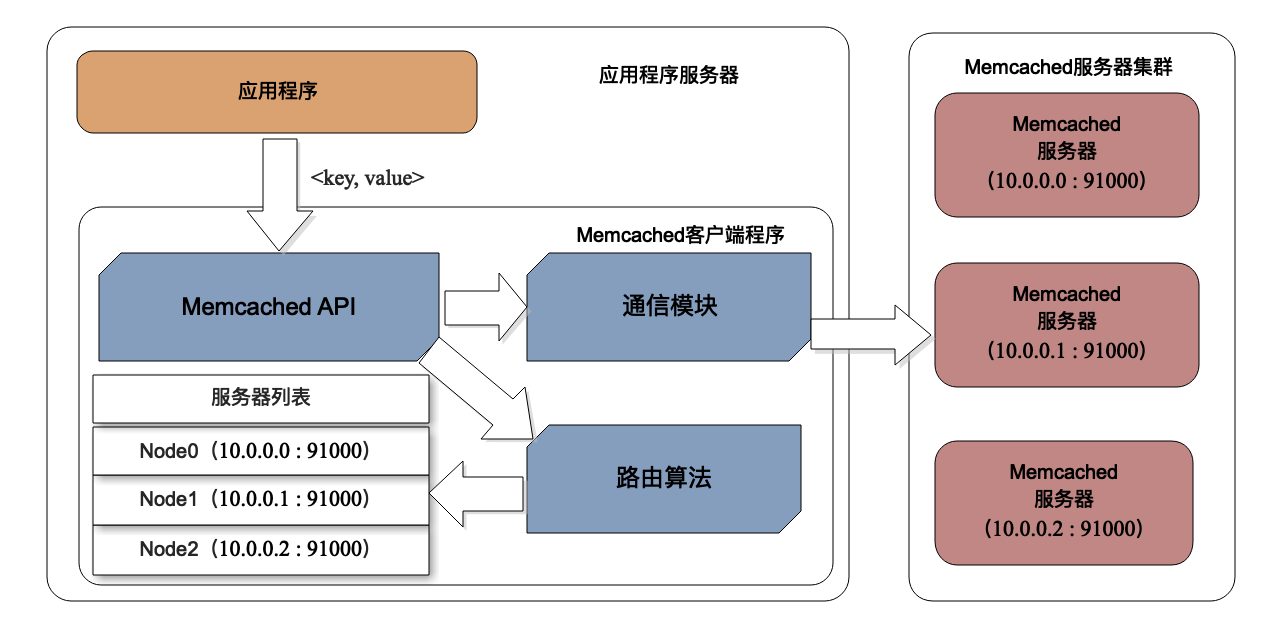 应用程序
应用程序服务器
<key, value>
Memcached客户端程序
Memcached API
通信模块
服务器列表
Node0（10.0.0.0 : 91000）
Node1（10.0.0.1 : 91000）
Node2（10.0.0.2 : 91000）
路由算法
Memcached服务器集群
Memcached
服务器
（10.0.0.0 : 91000）
Memcached
服务器
（10.0.0.1 : 91000）
Memcached
服务器
（10.0.0.2 : 91000）